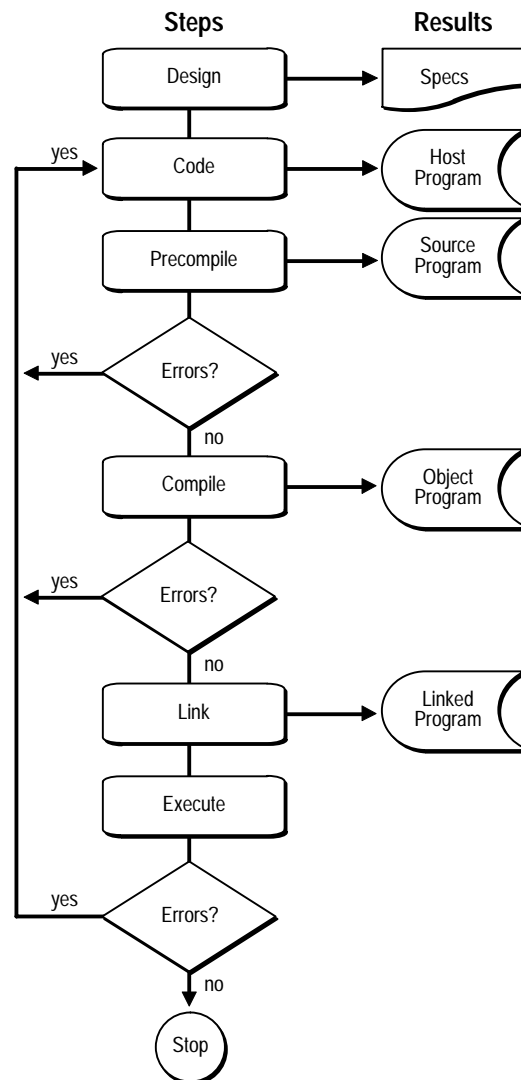 Steps
Results
Design
Specs
yes
Code
Host
Program
Precompile
Source
Program
yes
Errors?
no
Compile
Object
Program
yes
Errors?
no
Link
Linked
Program
Execute
yes
Errors?
no
Stop